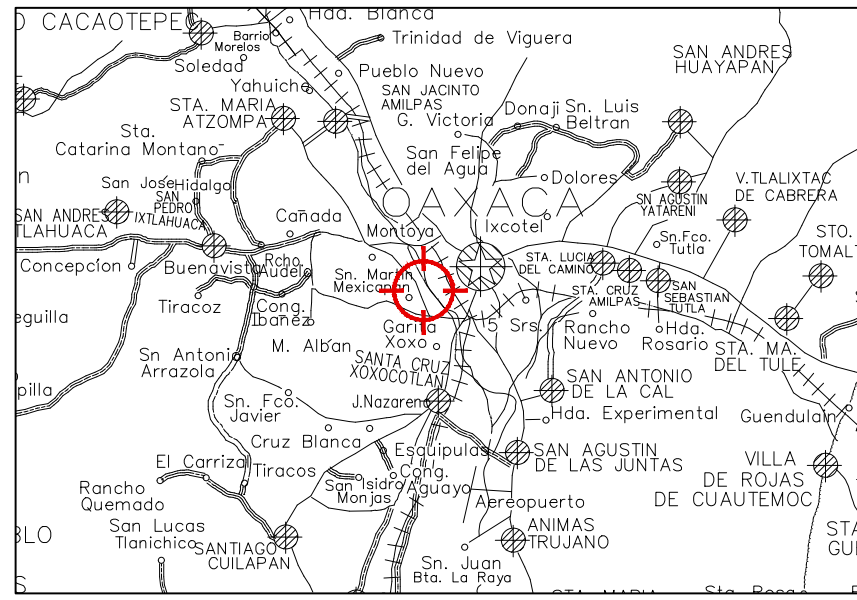 CACAOTEPEC
Hda. Blanca
Barrio
Morelos
Trinidad de Viguera
SAN ANDRES
HUAYAPAN
Soledad
Yahuiche
Pueblo Nuevo
SAN JACINTO
AMILPAS
STA. MARIA
ATZOMPA
G. Victoria
Donaji
Sn. Luis
Beltran
Sta.
Catarina Montano
San Felipe
del Agua
Dolores
San José
Hidalgo
SAN
PEDRO
IXTLAHUACA
SAN ANDRES
TLAHUACA
OAXACA
SN AGUSTIN
YATARENI
V.TLALIXTAC
DE CABRERA
Cañada
Montoya
Ixcotel
Sn.Fco.
Tutla
STO.
TOMAL
Concepcíon
Buenavista
Rcho.
Audelo
Sn. Martin
Mexicapan
STA. LUCIA
DEL CAMINO
STA. CRUZ
AMILPAS
SAN
SEBASTIAN
TUTLA
Tiracoz
Cong.
Ibañez
eguilla
Garita
Xoxo
5 Srs.
Rancho
Nuevo
Hda.
Rosario
STA. MA.
DEL TULE
M. Albán
Sn Antonio
Arrazola
SANTA CRUZ
XOXOCOTLAN
SAN ANTONIO
DE LA CAL
pilla
Sn. Fco.
Javier
J.Nazareno
Hda. Experimental
Guendulain
Cruz Blanca
Esquipulas
SAN AGUSTIN
DE LAS JUNTAS
VILLA
DE ROJAS
DE CUAUTEMOC
El Carrizal
Tiracos
Cong.
Aguayo
San Isidro
Monjas
Rancho
Quemado
Aereopuerto
San Lucas
Tlanichico
SANTIAGO
CUILAPAN
ANIMAS
TRUJANO
BLO
STA
GU
Sn. Juan
Bta. La Raya